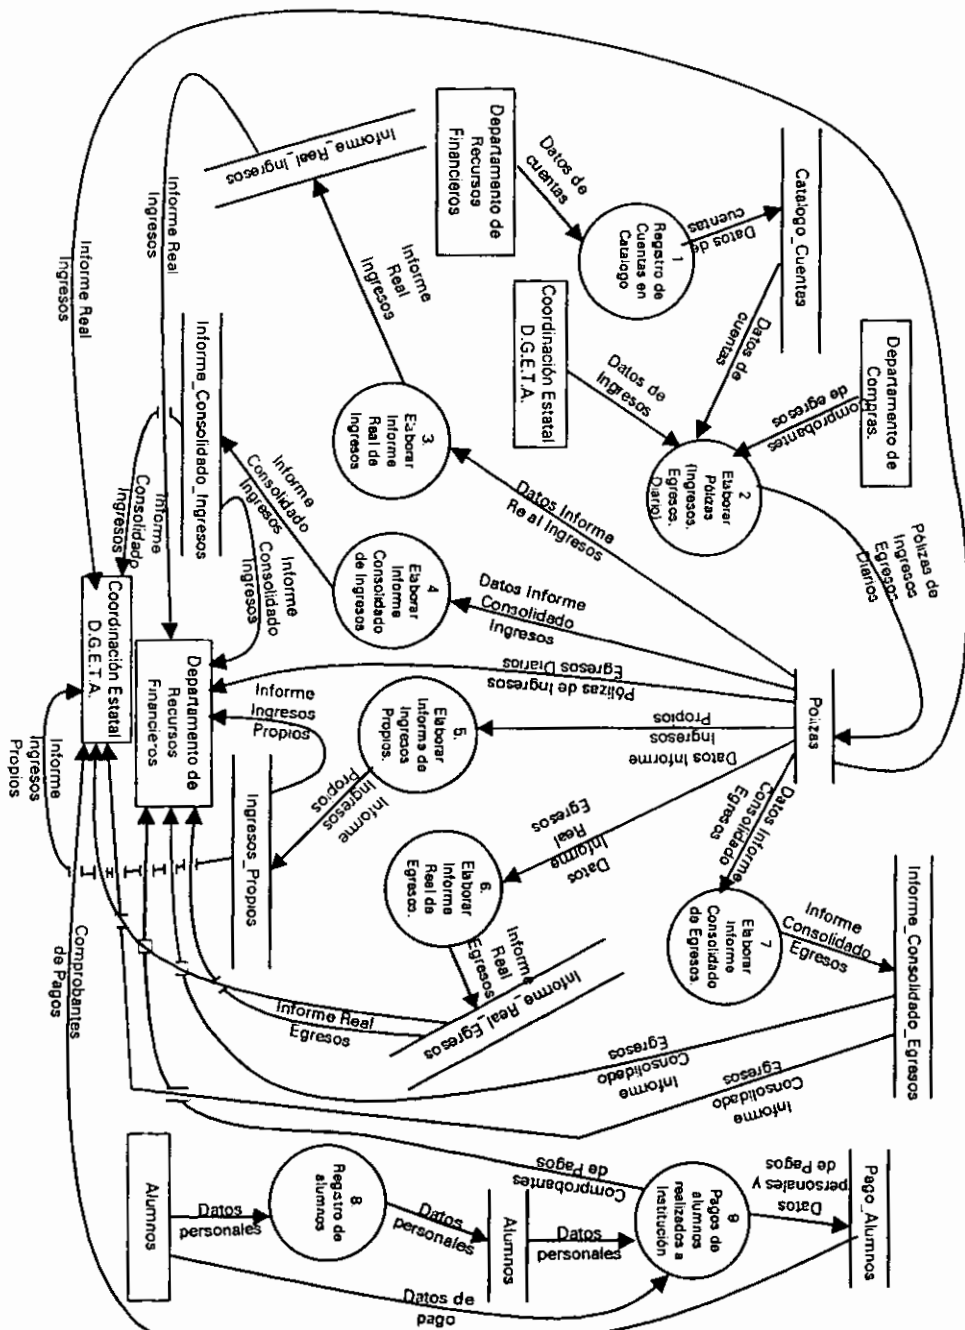 Departamento de
Recursos
Financieros
Datos de
cuentas
1
Registro de
Cuentas en
Catalogo
Datos de
cuentas
Catalogo_Cuentas
Datos de
cuentas
Coordinación Estatal
D.G.E.T.A.
Datos de
Ingresos
Departamento de
Compras.
Comprobantes
de egresos
2
Elaborar
Pólizas
(Ingresos.
Egresos.
Diario)
Pólizas de
Ingresos
Egresos
Diarios
Polizas
Datos Informe
Real Ingresos
3.
Elaborar
Informe
Real de
Ingresos
Informe
Real
Ingresos
Informe_Real_Ingresos
Informe Real
Ingresos
Informe Real
Ingresos
Datos Informe
Consolidado
Ingresos
4
Elaborar
Informe
Consolidado
de Ingresos
Informe
Consolidado
Ingresos
Informe_Consolidado_Ingresos
Informe
Consolidado
Ingresos
Informe
Consolidado
Ingresos
Pólizas de Ingresos
Egresos Diarios
Coordinación Estatal
D.G.E.T.A.
Departamento de
Recursos
Financieros
Datos Informe
Ingresos
Propios
5.
Elaborar
Informe de
Ingresos
Propios.
Informe
Ingresos
Propios
Ingresos_Propios
Informe
Ingresos
Propios
Informe
Ingresos
Propios
Datos
Informe
Real
Egresos
6.
Elaborar
Informe
Real de
Egresos.
Informe
Real
Egresos
Informe_Real_Egresos
Informe Real
Egresos
Datos Informe
Consolidado
Egresos
7
Elaborar
Informe
Consolidado
de Egresos.
Informe
Consolidado
Egresos
Informe_Consolidado_Egresos
Informe
Consolidado
Egresos
Informe
Consolidado
Egresos
Comprobantes
de Pagos
Alumnos
Datos
personales
8.
Registro de
alumnos
Datos
personales
Alumnos
Datos
personales
Datos de
pago
9
Pagos de
alumnos
realizados a
Institución
Comprobantes
de Pagos
Datos
personales y
de Pagos
Pago_Alumnos